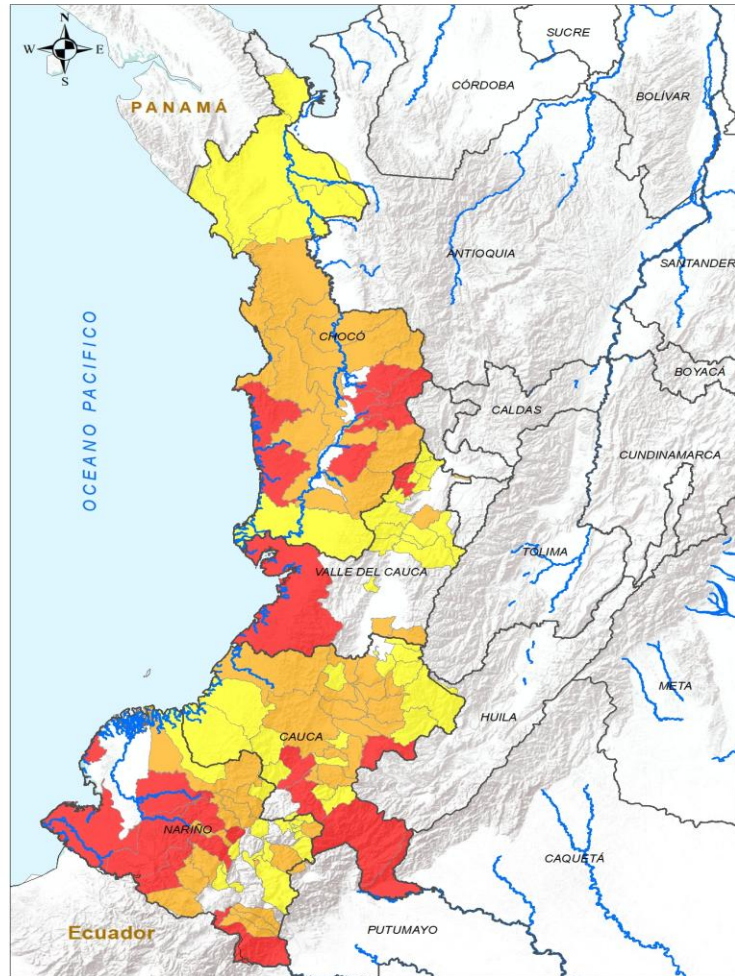 N
W
E
S
PANAMÁ
SUCRE
CÓRDOBA
BOLÍVAR
ANTIOQUIA
SANTANDER
OCEANO PACIFICO
CHOCÓ
BOYACÁ
CALDAS
CUNDINAMARCA
TOLIMA
VALLE DEL CAUCA
META
HUILA
CAUCA
NARIÑO
CAQUETÁ
Ecuador
PUTUMAYO